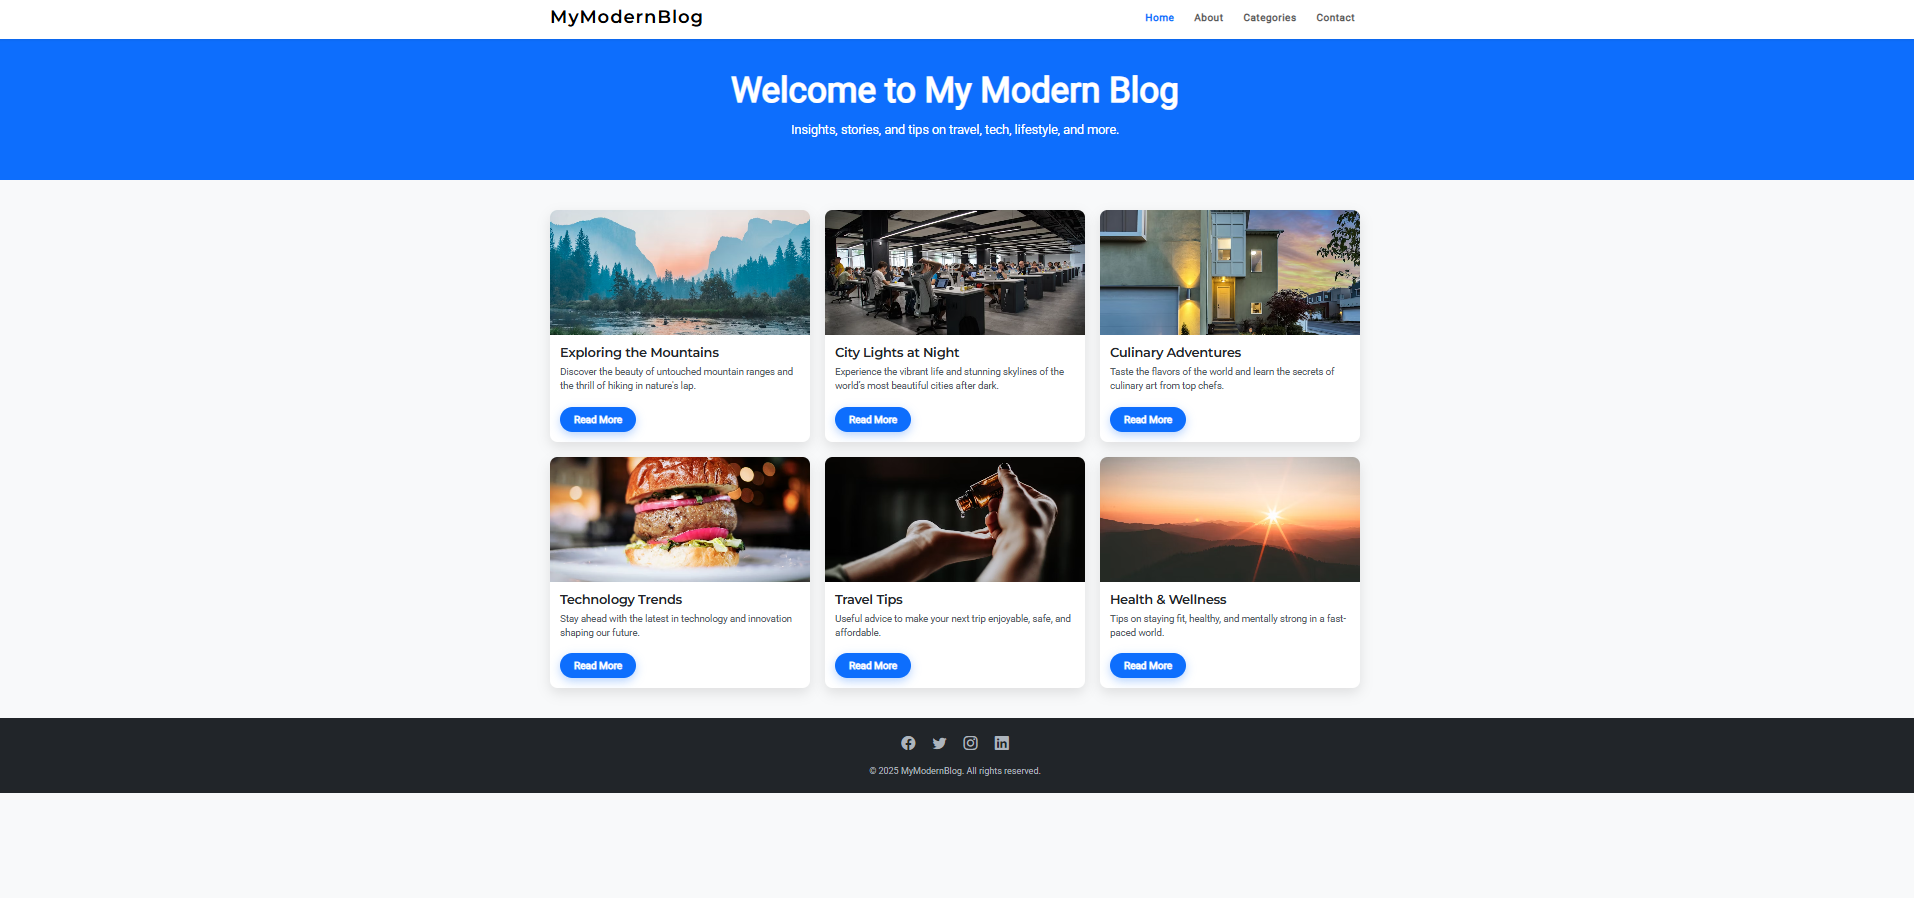 MyModernBlog
Home About Categories Contact
Welcome to My Modern Blog
Insights, stories, and tips on travel, tech, lifestyle, and more.
Exploring the Mountains
Discover the beauty of untouched mountain ranges and
the thrill of hiking in nature's lap.
Read More
City Lights at Night
Experience the vibrant life and stunning skylines of the
world's most beautiful cities after dark.
Read More
Culinary Adventures
Taste the flavors of the world and learn the secrets of
culinary art from top chefs.
Read More
Technology Trends
Stay ahead with the latest in technology and innovation
shaping our future.
Read More
Travel Tips
Useful advice to make your next trip enjoyable, safe, and
affordable.
Read More
Health & Wellness
Tips on staying fit, healthy, and mentally strong in a fast-
paced world.
Read More
© 2025 MyModernBlog. All rights reserved.